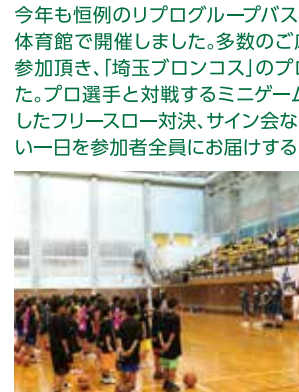 今年も恒例のリプログループバス
体育館で開催しました。多数のご応
参加頂き、「埼玉ブロンコス」のプロ
た。プロ選手と対戦するミニゲーム
したフリースロー対決、サイン会な
い一日を参加者全員にお届けする